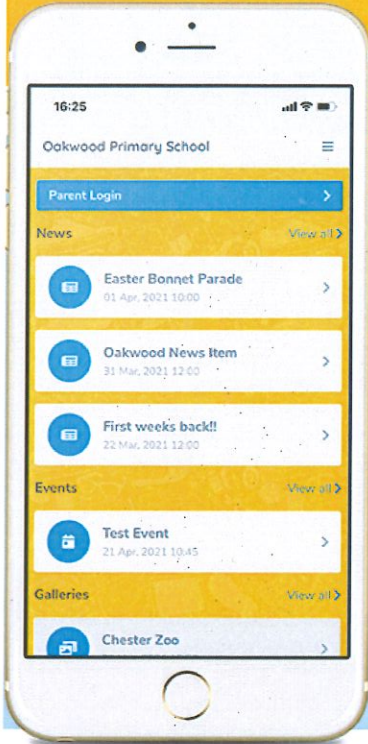 16:25
Oakwood Primary School
Parent Login
News View all
Easter Bonnet Parade
01 Apr, 2021 10:00
Oakwood News Item
31 Mar, 2021 12:00
First weeks back!!
22 Mar, 2021 12:00
Events View all
Test Event
21 Apr, 2021 10:45
Galleries View all
Chester Zoo